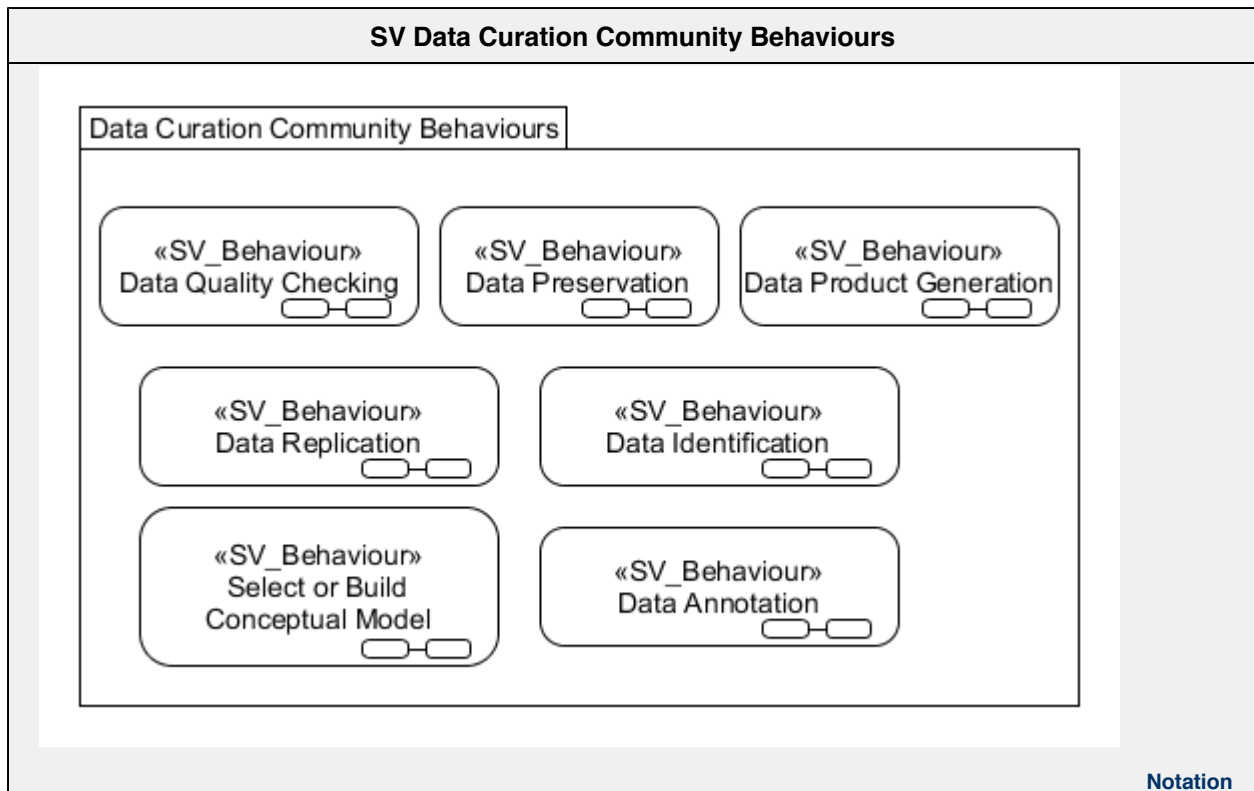 SV Data Curation Community Behaviours
Data Curation Community Behaviours
«SV_Behaviour»
Data Quality Checking
«SV_Behaviour»
Data Preservation
«SV_Behaviour»
Data Product Generation
«SV_Behaviour»
Data Replication
«SV_Behaviour»
Data Identification
«SV_Behaviour»
Select or Build
Conceptual Model
«SV_Behaviour»
Data Annotation
Notation